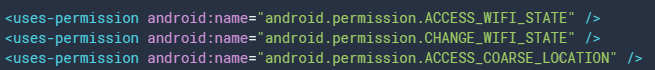 <uses-permission android:name="android.permission.ACCESS_WIFI_STATE" />
<uses-permission android:name="android.permission.CHANGE_WIFI_STATE" />
<uses-permission android:name="android.permission.ACCESS_COARSE_LOCATION" />